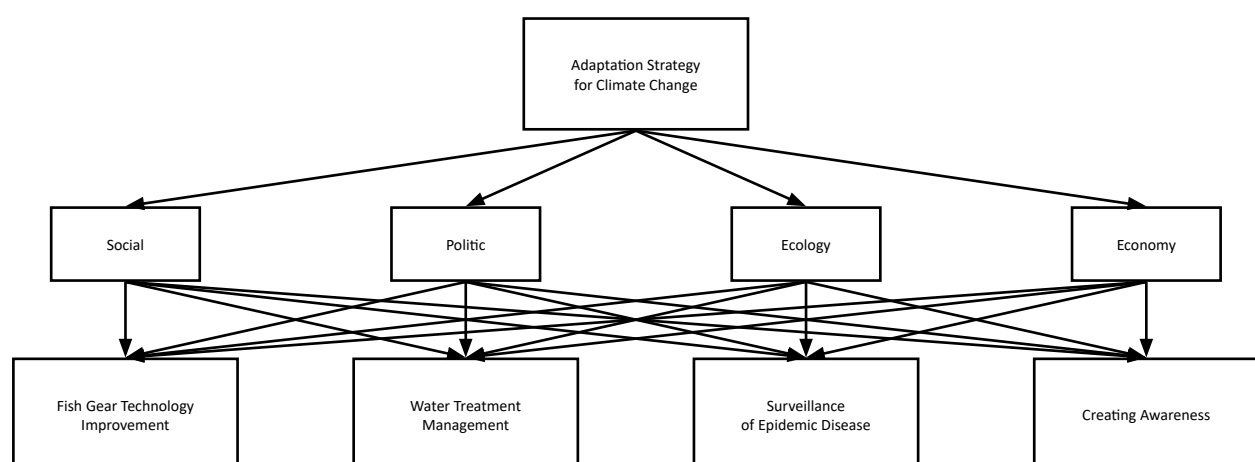 Adaptation Strategy
for Climate Change
Social
Politic
Ecology
Economy
Fish Gear Technology
Improvement
Water Treatment
Management
Surveillance
of Epidemic Disease
Creating Awareness